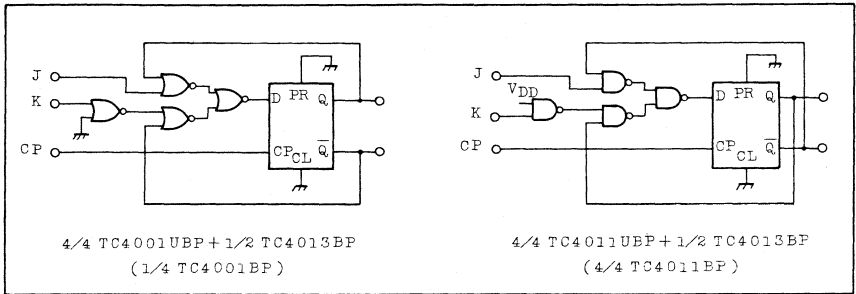 J
K
CP
D
PR
Q
CP
CL
Q̅
4/4 TC4001UBP+1/2 TC4013BP
(1/4 TC4001BP)
J
VDD
K
CP
D
PR
Q
CP
CL
Q̅
4/4 TC4011UBP+1/2 TC4013BP
(4/4 TC4011BP)